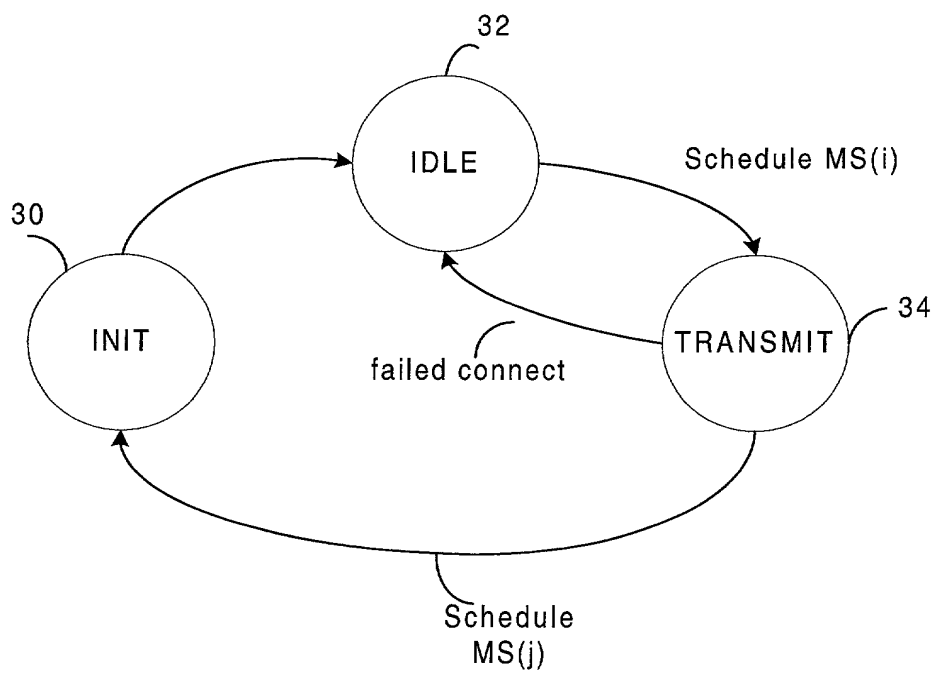 32
IDLE
Schedule MS(i)
30
INIT
34
TRANSMIT
failed connect
Schedule
MS(j)